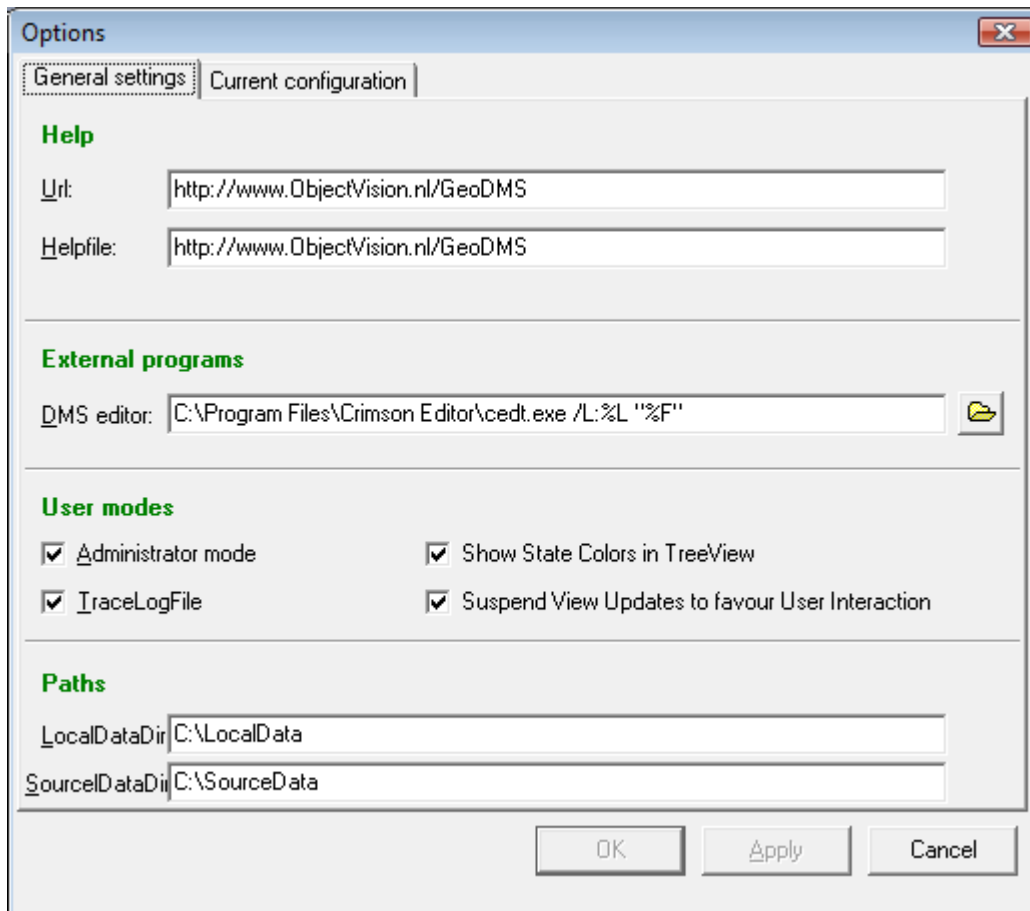 Options
General settings
Current configuration
Help
Url:
http://www.ObjectVision.nl/GeoDMS
Helpfile:
http://www.ObjectVision.nl/GeoDMS
External programs
DMS editor:
C:\Program Files\Crimson Editor\cedt.exe /L:%L "%F"
User modes
Administrator mode
Show State Colors in TreeView
TraceLogFile
Suspend View Updates to favour User Interaction
Paths
LocalDataDir
C:\LocalData
SourcelDataDir
C:\SourceData
OK
Apply
Cancel